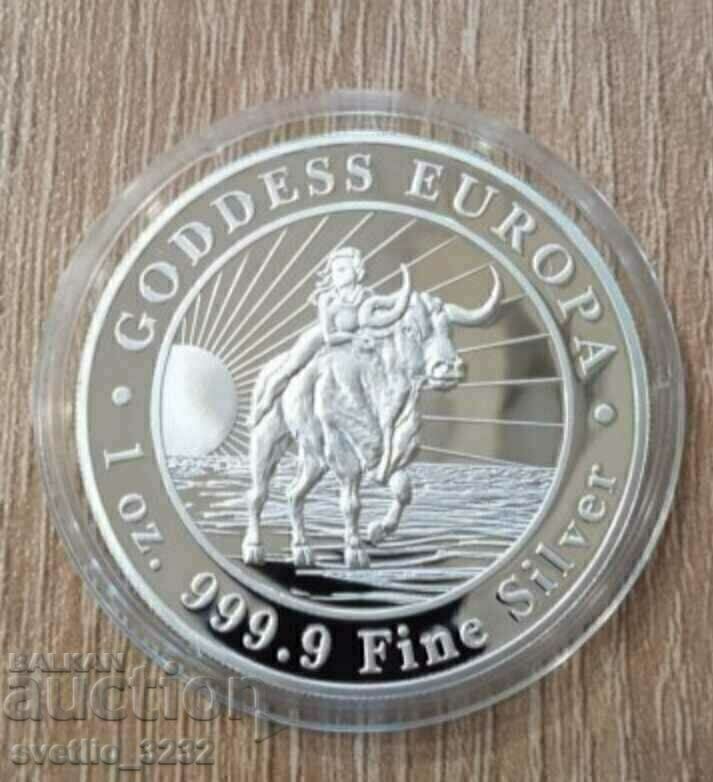 GODDESS EUROPA
• 1 oz. 999.9 Fine Silver •
BALKAN
auction
svetlio_3232